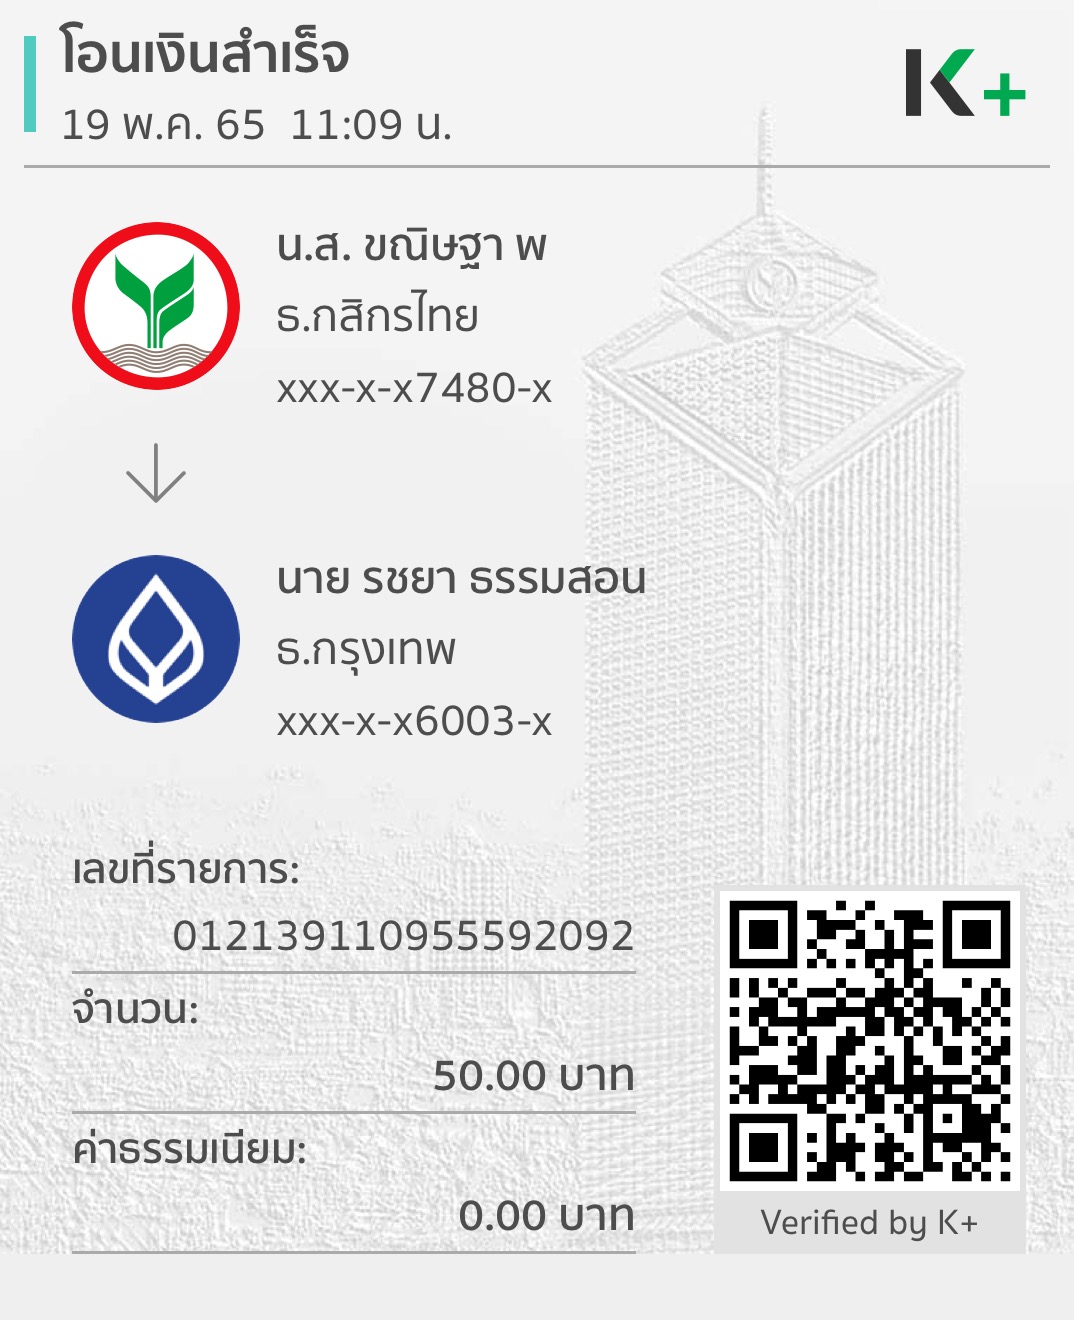 โอนเงินสำเร็จ
19 พ.ค. 65 11:09 น.
K+
น.ส. ขณิษฐา พ
ธ.กสิกรไทย
xxx-x-x7480-x
นาย รชยา ธรรมสอน
ธ.กรุงเทพ
xxx-x-x6003-x
เลขที่รายการ:
012139110955592092
จำนวน:
50.00 บาท
ค่าธรรมเนียม:
0.00 บาท
Verified by K+